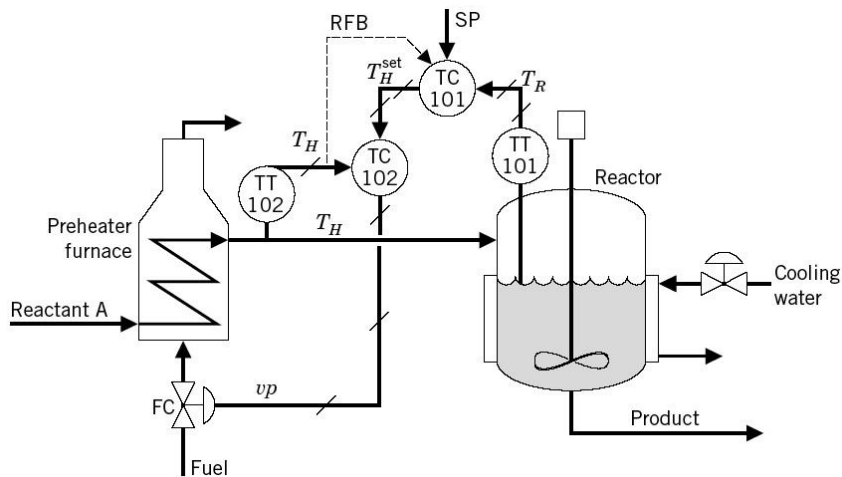 RFB
SP
T_H^set
TC
101
T_R
T_H
TC
102
TT
101
TT
102
Reactor
Preheater
furnace
T_H
Cooling
water
Reactant A
vp
FC
Product
Fuel